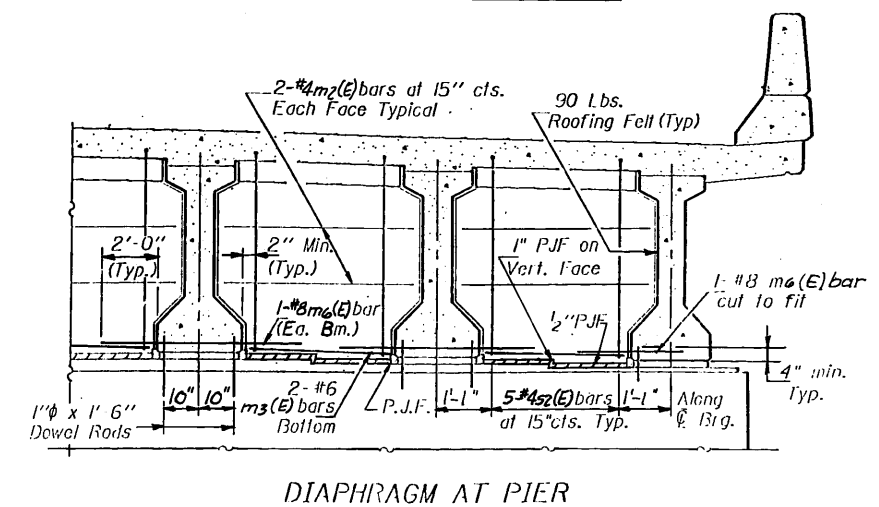 2-#4m2(E)bars at 15" cts.
Each Face Typical
90 Lbs.
Roofing Felt (Typ)
2'-0"
(Typ.)
2" Min.
(Typ.)
1" PJF on
Vert. Face
1-#8m6(E)bar
(Ea. Bm.)
1/2" PJF
1-#8 m6(E)bar
cut to fit
4" min.
Typ.
10" 10"
2-#6
m3(E) bars
Bottom
P.J.F.
1'-1"
5-#4s2(E)bars
at 15"cts. Typ.
1'-1"
Along
℄ Brg.
1"ϕ x 1'-6"
Dowel Rods
DIAPHRAGM AT PIER